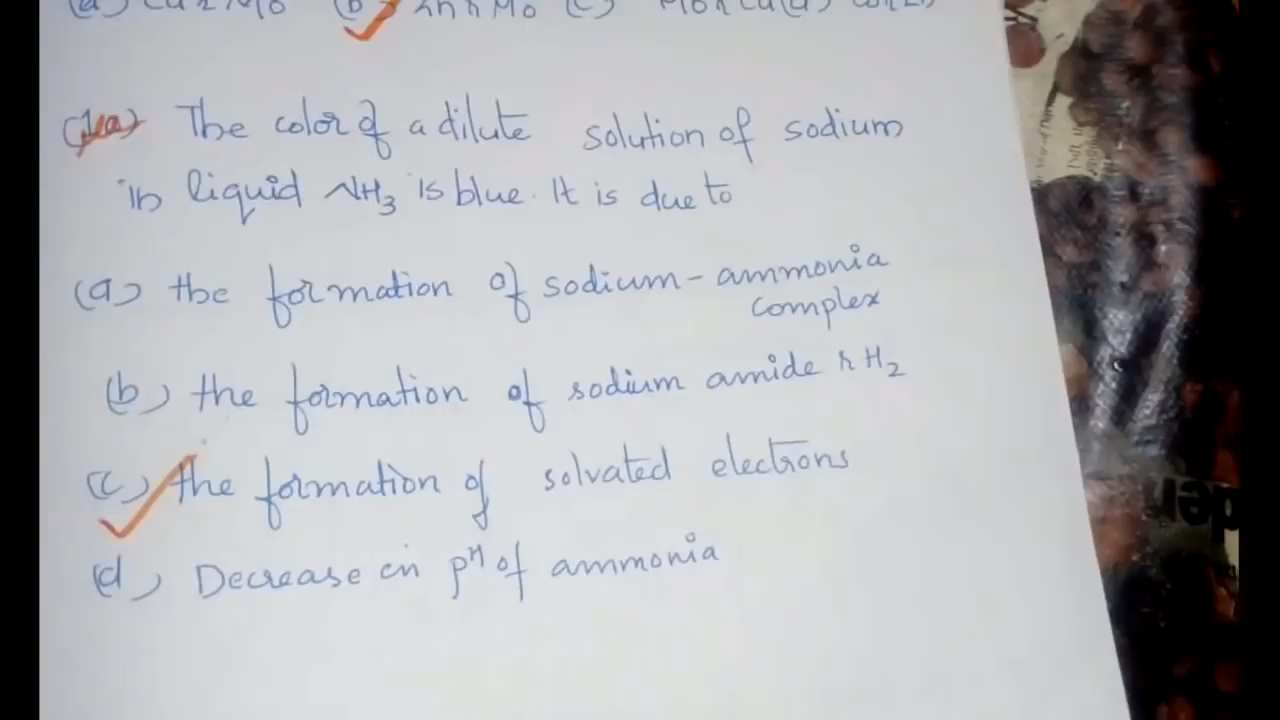 (b)
(c)
The color of a dilute solution of sodium
in liquid NH3 is blue. It is due to
(a) the formation of sodium-ammonia
complex
(b) the formation of sodium amide & H2
(c) the formation of solvated electrons
(d) Decrease in pH of ammonia